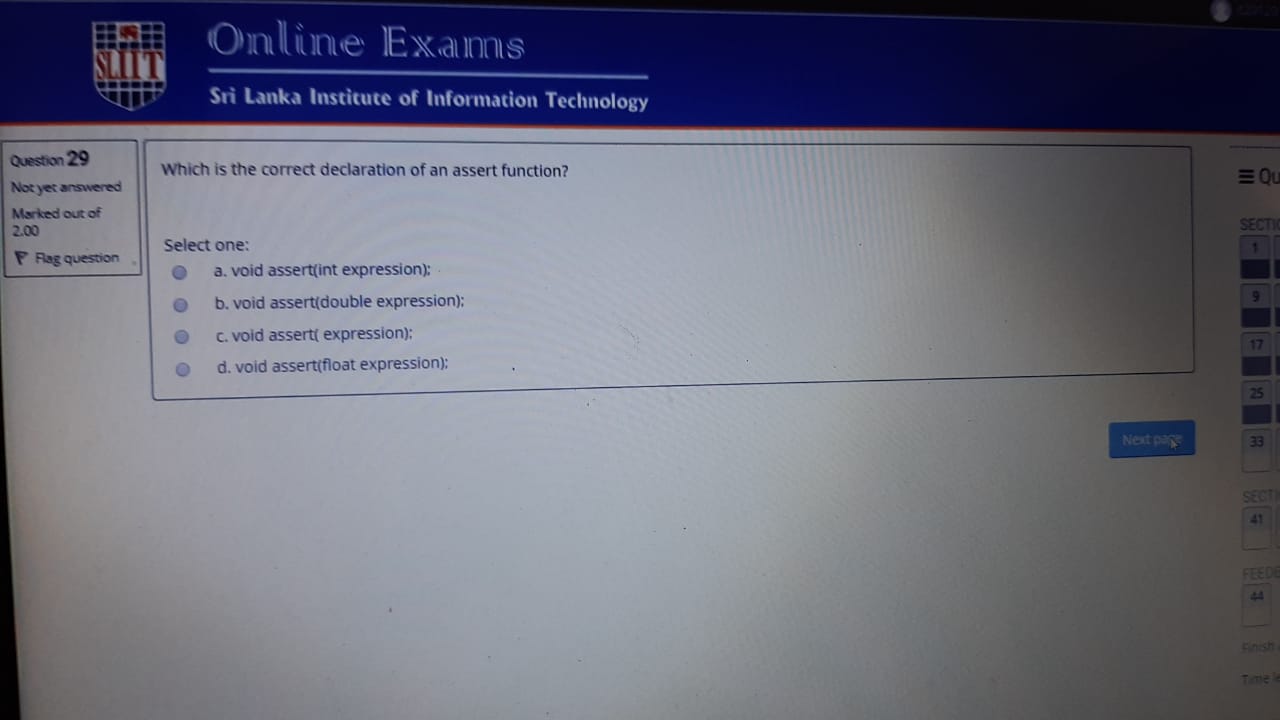 SLIIT
Online Exams
Sri Lanka Institute of Information Technology
Question 29
Not yet answered
Marked out of
2.00
Flag question
Which is the correct declaration of an assert function?
Select one:
a. void assert(int expression);
b. void assert(double expression);
c. void assert( expression);
d. void assert(float expression);
Next page
Qu
SECTI
1
9
17
25
33
SECTI
41
FEEDB
44
Finish
Time le